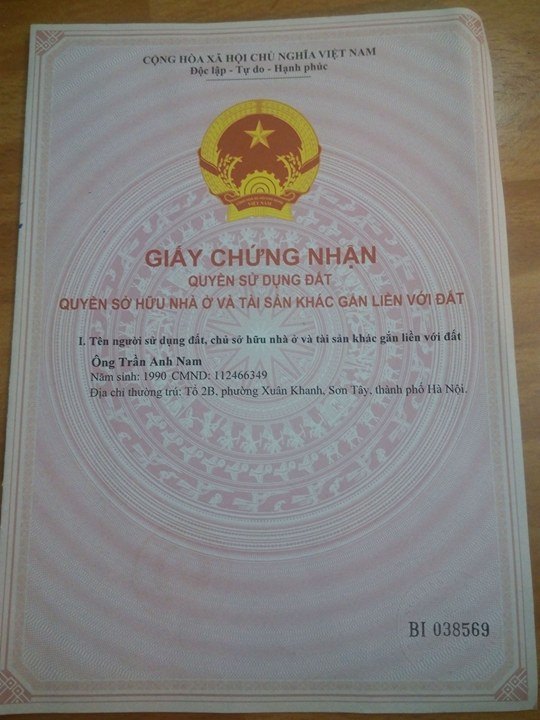 CỘNG HÒA XÃ HỘI CHỦ NGHĨA VIỆT NAM
Độc lập - Tự do - Hạnh phúc
VIỆT NAM
GIẤY CHỨNG NHẬN
QUYỀN SỬ DỤNG ĐẤT
QUYỀN SỞ HỮU NHÀ Ở VÀ TÀI SẢN KHÁC GẮN LIỀN VỚI ĐẤT
I. Tên người sử dụng đất, chủ sở hữu nhà ở và tài sản khác gắn liền với đất
Ông Trần Anh Nam
Năm sinh: 1990 CMND: 112466349
Địa chỉ thường trú: Tổ 2B, phường Xuân Khanh, Sơn Tây, thành phố Hà Nội.
BI 038569